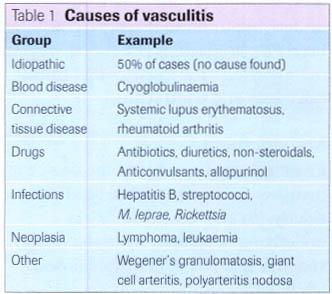 Table 1 Causes of vasculitis
Group Example
Idiopathic 50% of cases (no cause found)
Blood disease Cryoglobulinaemia
Connective Systemic lupus erythematosus,
tissue disease rheumatoid arthritis
Drugs Antibiotics, diuretics, non-steroidals,
Anticonvulsants, allopurinol
Infections Hepatitis B, streptococci,
M. leprae, Rickettsia
Neoplasia Lymphoma, leukaemia
Other Wegener's granulomatosis, giant
cell arteritis, polyarteritis nodosa